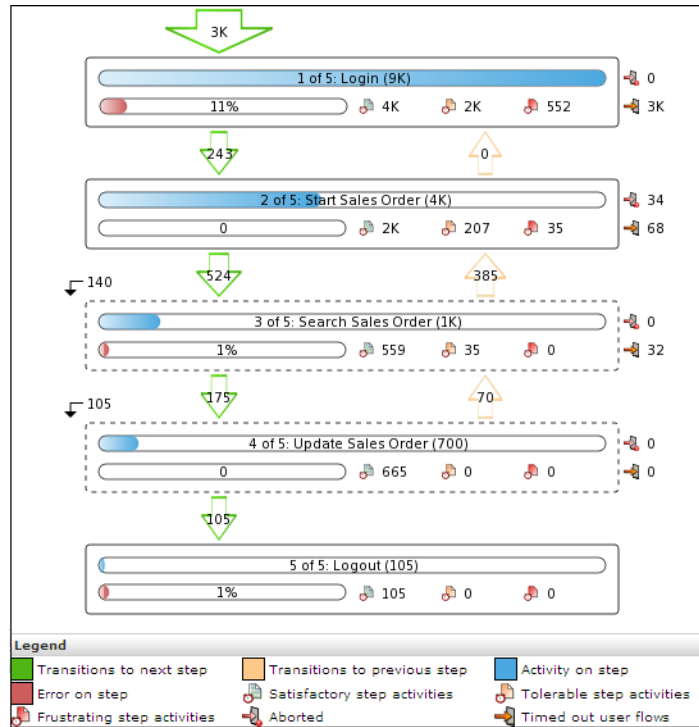 3K
1 of 5: Login (9K)
0
11%
4K
2K
552
3K
243
0
2 of 5: Start Sales Order (4K)
34
0
2K
207
35
68
524
385
140
3 of 5: Search Sales Order (1K)
0
1%
559
35
0
32
175
70
105
4 of 5: Update Sales Order (700)
0
0
665
0
0
0
105
5 of 5: Logout (105)
1%
105
0
0
Legend
Transitions to next step
Transitions to previous step
Activity on step
Error on step
Satisfactory step activities
Tolerable step activities
Frustrating step activities
Aborted
Timed out user flows